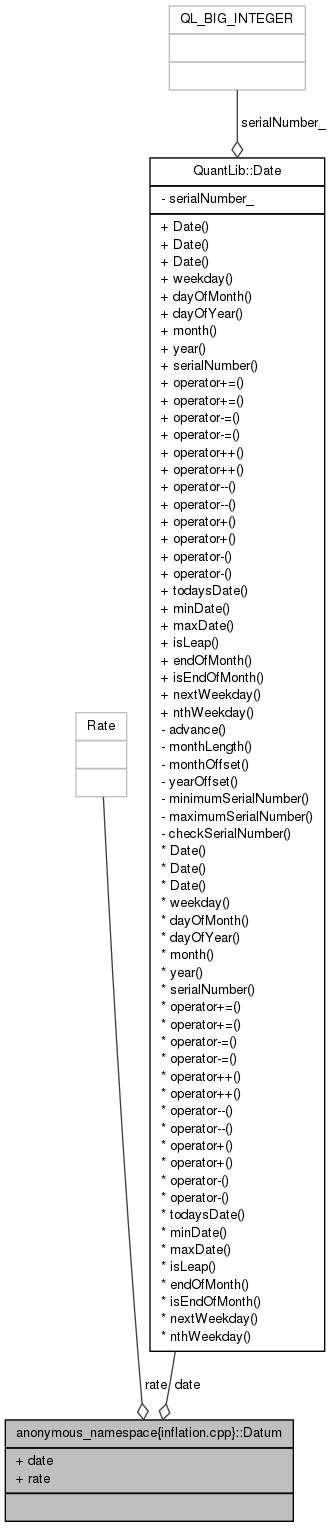 QL_BIG_INTEGER
serialNumber_
QuantLib::Date
- serialNumber_
+ Date()
+ Date()
+ Date()
+ weekday()
+ dayOfMonth()
+ dayOfYear()
+ month()
+ year()
+ serialNumber()
+ operator+=()
+ operator+=()
+ operator-=()
+ operator-=()
+ operator++()
+ operator++()
+ operator--()
+ operator--()
+ operator+()
+ operator+()
+ operator-()
+ operator-()
+ todaysDate()
+ minDate()
+ maxDate()
+ isLeap()
+ endOfMonth()
+ isEndOfMonth()
+ nextWeekday()
+ nthWeekday()
- advance()
- monthLength()
- monthOffset()
- yearOffset()
- minimumSerialNumber()
- maximumSerialNumber()
- checkSerialNumber()
* Date()
* Date()
* Date()
* weekday()
* dayOfMonth()
* dayOfYear()
* month()
* year()
* serialNumber()
* operator+=()
* operator+=()
* operator-=()
* operator-=()
* operator++()
* operator++()
* operator--()
* operator--()
* operator+()
* operator+()
* operator-()
* operator-()
* todaysDate()
* minDate()
* maxDate()
* isLeap()
* endOfMonth()
* isEndOfMonth()
* nextWeekday()
* nthWeekday()
Rate
rate
date
anonymous_namespace{inflation.cpp}::Datum
+ date
+ rate